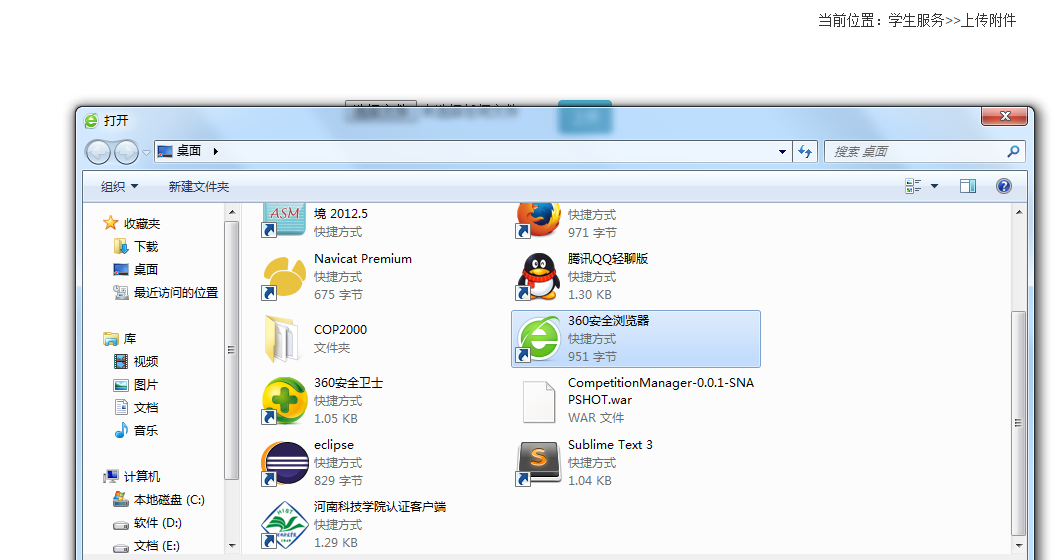 当前位置：学生服务>>上传附件
打开
桌面
搜索 桌面
组织
新建文件夹
收藏夹
下载
桌面
最近访问的位置
库
视频
图片
文档
音乐
计算机
本地磁盘 (C:)
软件 (D:)
文档 (E:)
ASM
境 2012.5
快捷方式
快捷方式
971 字节
Navicat Premium
快捷方式
675 字节
腾讯QQ轻聊版
快捷方式
1.30 KB
COP2000
文件夹
360安全浏览器
快捷方式
951 字节
360安全卫士
快捷方式
1.05 KB
CompetitionManager-0.0.1-SNA
PSHOT.war
WAR 文件
eclipse
快捷方式
829 字节
Sublime Text 3
快捷方式
1.04 KB
河南科技学院认证客户端
快捷方式
1.29 KB